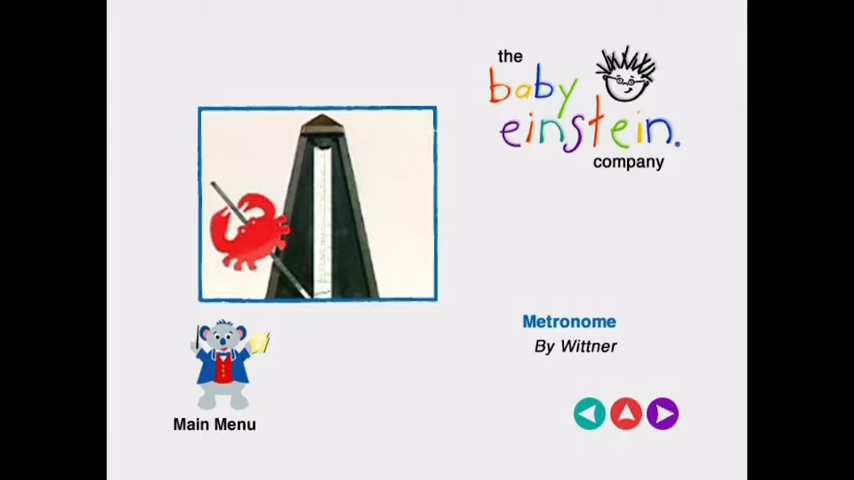 the
baby
einstein.
company
Metronome
By Wittner
Main Menu